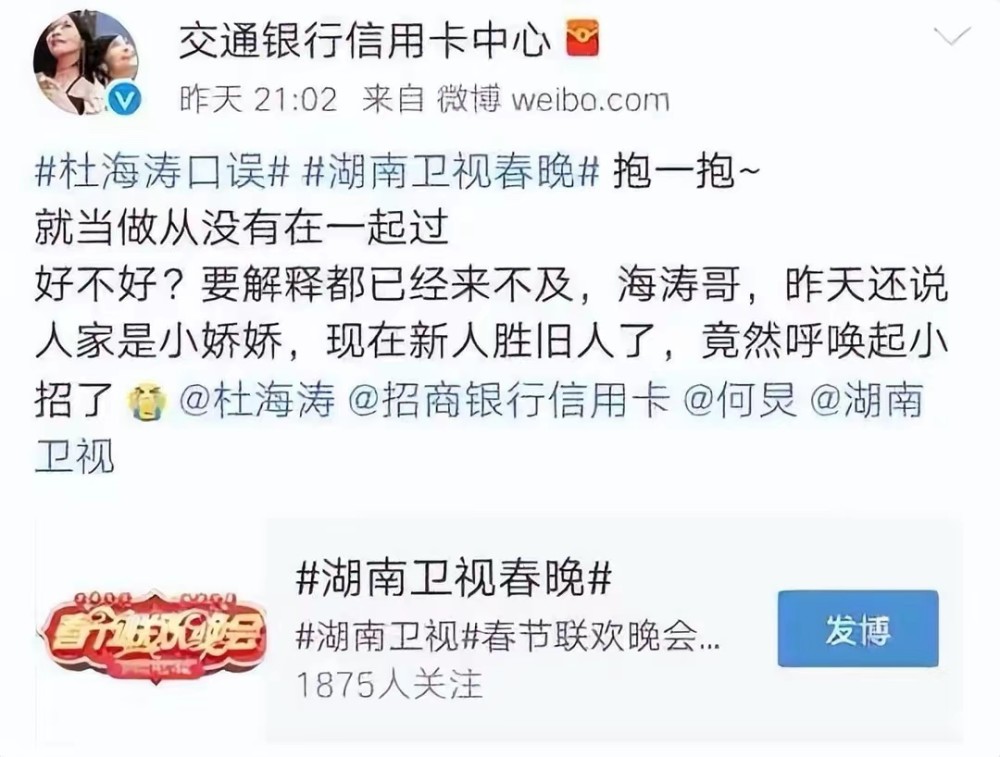 交通银行信用卡中心
昨天 21:02 来自 微博 weibo.com
#杜海涛口误# #湖南卫视春晚# 抱一抱~
就当做从没有在一起过
好不好？要解释都已经来不及，海涛哥，昨天还说
人家是小娇娇，现在新人胜旧人了，竟然呼唤起小
招了 @杜海涛 @招商银行信用卡 @何炅 @湖南
卫视
春节联欢晚会
#湖南卫视春晚#
#湖南卫视#春节联欢晚会...
1875人关注
发博